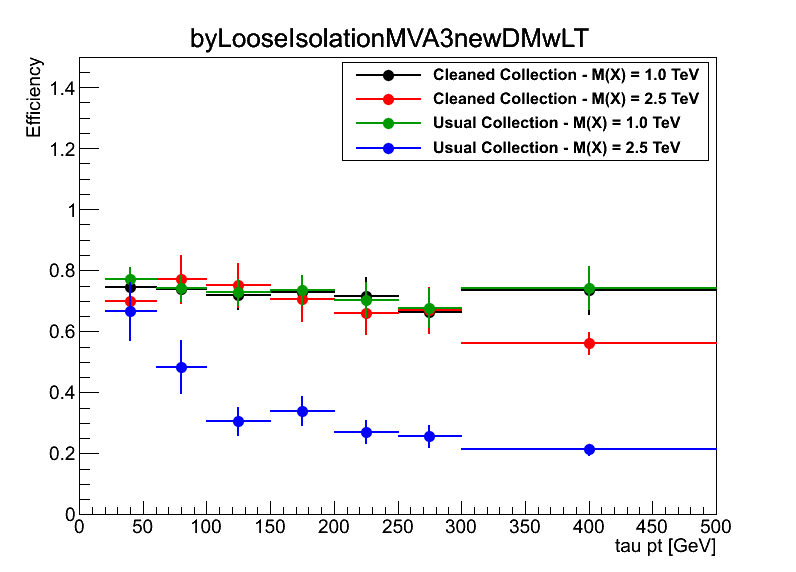 byLooseIsolationMVA3newDMwLT
Efficiency
Cleaned Collection - M(X) = 1.0 TeV
Cleaned Collection - M(X) = 2.5 TeV
Usual Collection - M(X) = 1.0 TeV
Usual Collection - M(X) = 2.5 TeV
1.4
1.2
1
0.8
0.6
0.4
0.2
0
0 50 100 150 200 250 300 350 400 450 500
tau pt [GeV]